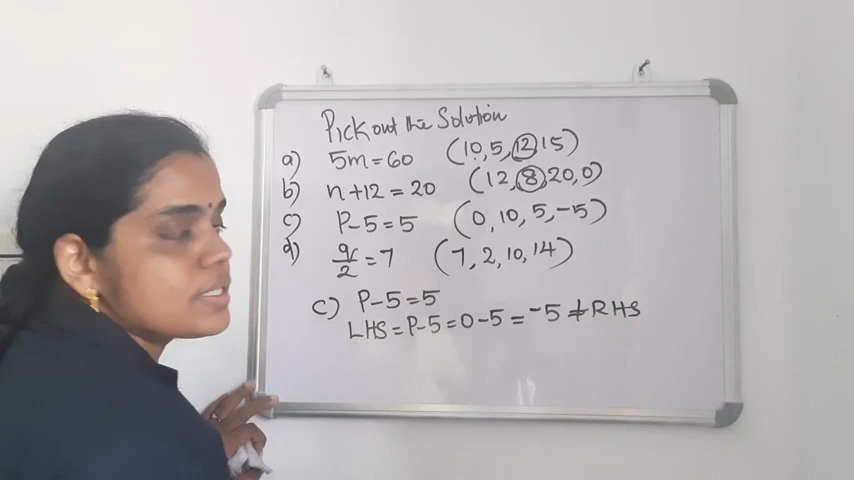 Pick out the Solution
a) 5m = 60 (10, 5, 12, 15)
b) n + 12 = 20 (12, 8, 20, 0)
c) P - 5 = 5 (0, 10, 5, -5)
d) q/2 = 7 (7, 2, 10, 14)
c) P - 5 = 5
LHS = P - 5 = 0 - 5 = -5 ≠ RHS